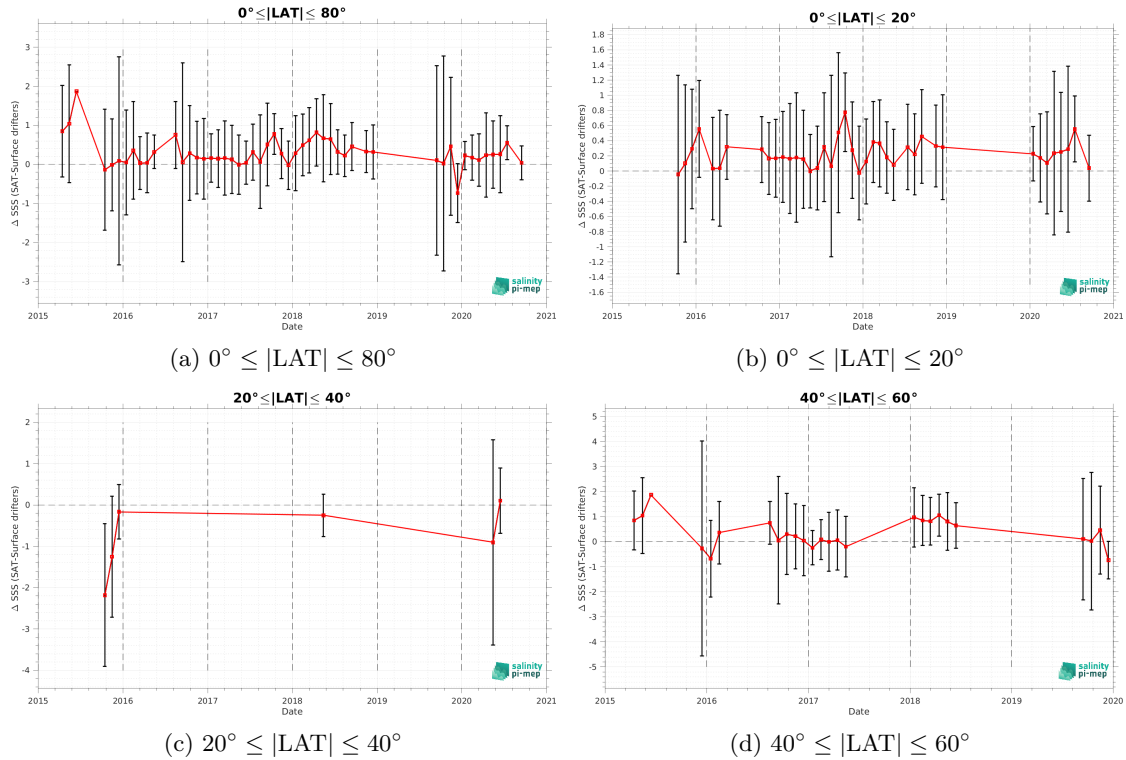 0°≤|LAT|≤ 80°
Δ SSS (SAT-Surface drifters)
3
2
1
0
-1
-2
-3
salinity
pi-mep
2015 2016 2017 2018 2019 2020 2021
Date
(a) 0° ≤ |LAT| ≤ 80°
0°≤|LAT|≤ 20°
Δ SSS (SAT-Surface drifters)
1.8
1.6
1.4
1.2
1
0.8
0.6
0.4
0.2
0
-0.2
-0.4
-0.6
-0.8
-1
-1.2
-1.4
-1.6
salinity
pi-mep
2015 2016 2017 2018 2019 2020 2021
Date
(b) 0° ≤ |LAT| ≤ 20°
20°≤|LAT|≤ 40°
Δ SSS (SAT-Surface drifters)
2
1
0
-1
-2
-3
-4
salinity
pi-mep
2015 2016 2017 2018 2019 2020 2021
Date
(c) 20° ≤ |LAT| ≤ 40°
40°≤|LAT|≤ 60°
Δ SSS (SAT-Surface drifters)
5
4
3
2
1
0
-1
-2
-3
-4
-5
salinity
pi-mep
2015 2016 2017 2018 2019 2020
Date
(d) 40° ≤ |LAT| ≤ 60°